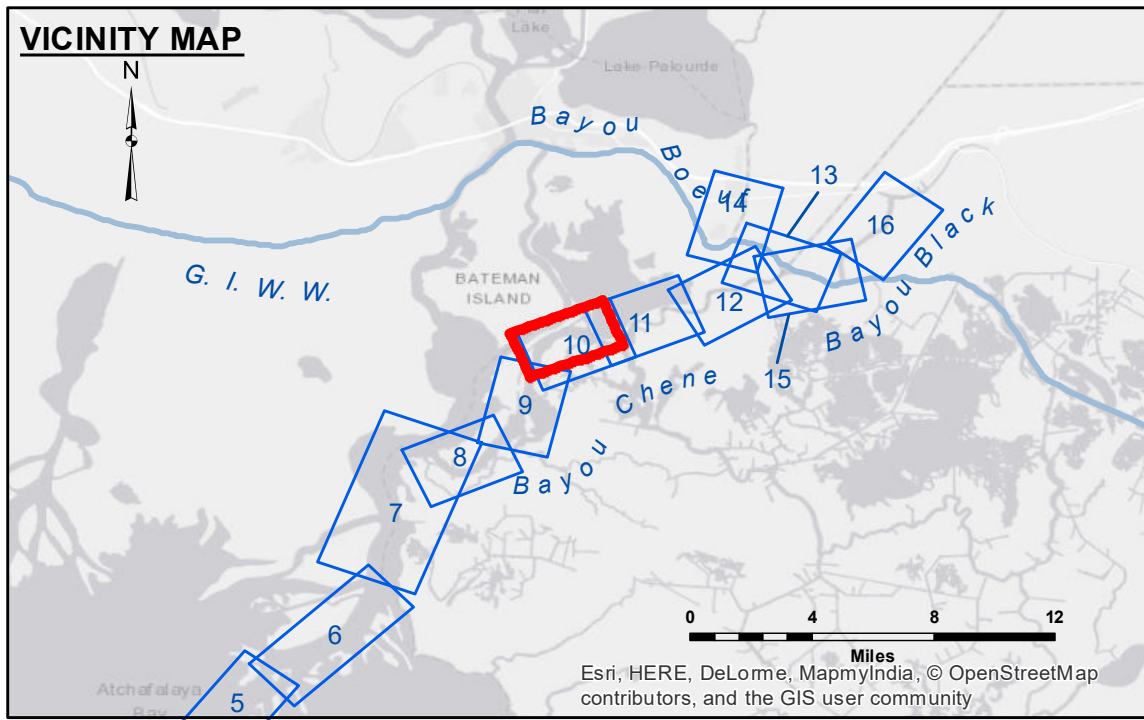 VICINITY MAP
N
Lake
Lake Palourde
Bayou
Boeuf
13
14
16
G. I. W. W.
BATEMAN
ISLAND
Bayou Black
12
11
10
15
Chene
9
8
Bayou
7
6
5
Atchafalaya
Bay
0 4 8 12
Miles
Esri, HERE, DeLorme, MapmyIndia, © OpenStreetMap
contributors, and the GIS user community